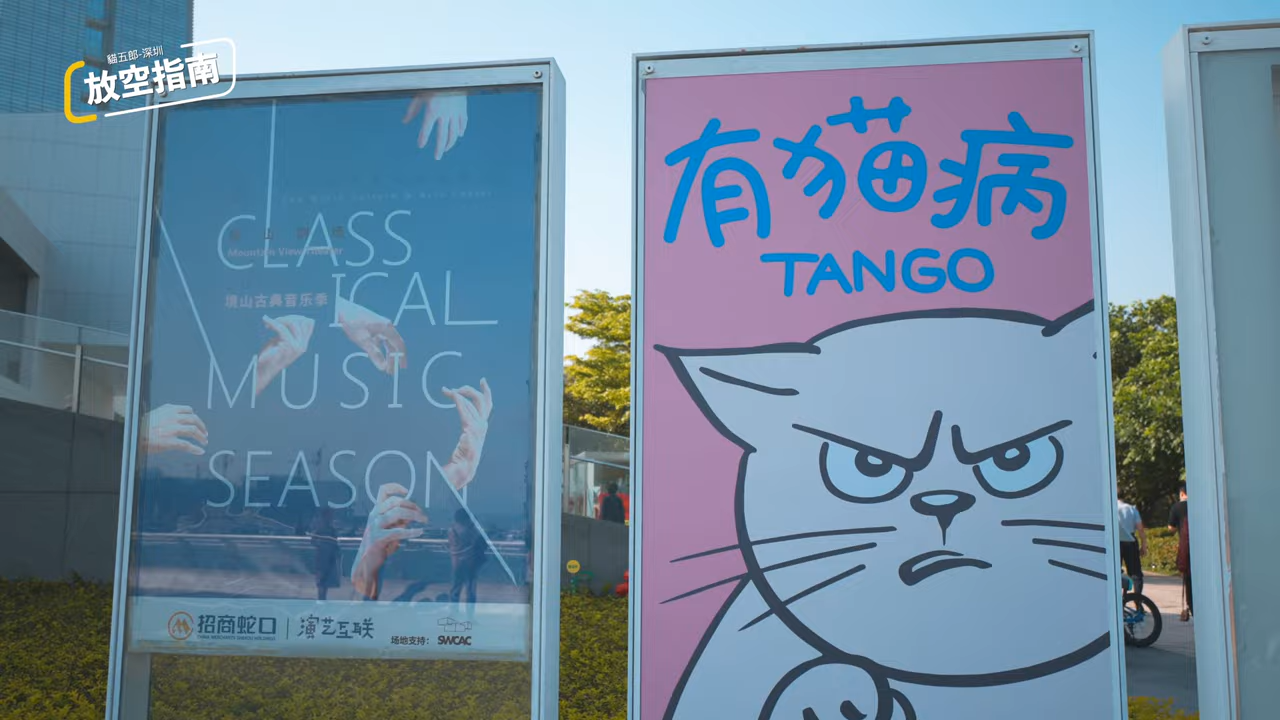 貓五郎-深圳
放空指南
CLASS
Mountain View Theater
ICAL
境山古典音乐季
MUSIC
SEASON
招商蛇口
演艺互联
场地支持：
SWCAC
有猫病
TANGO